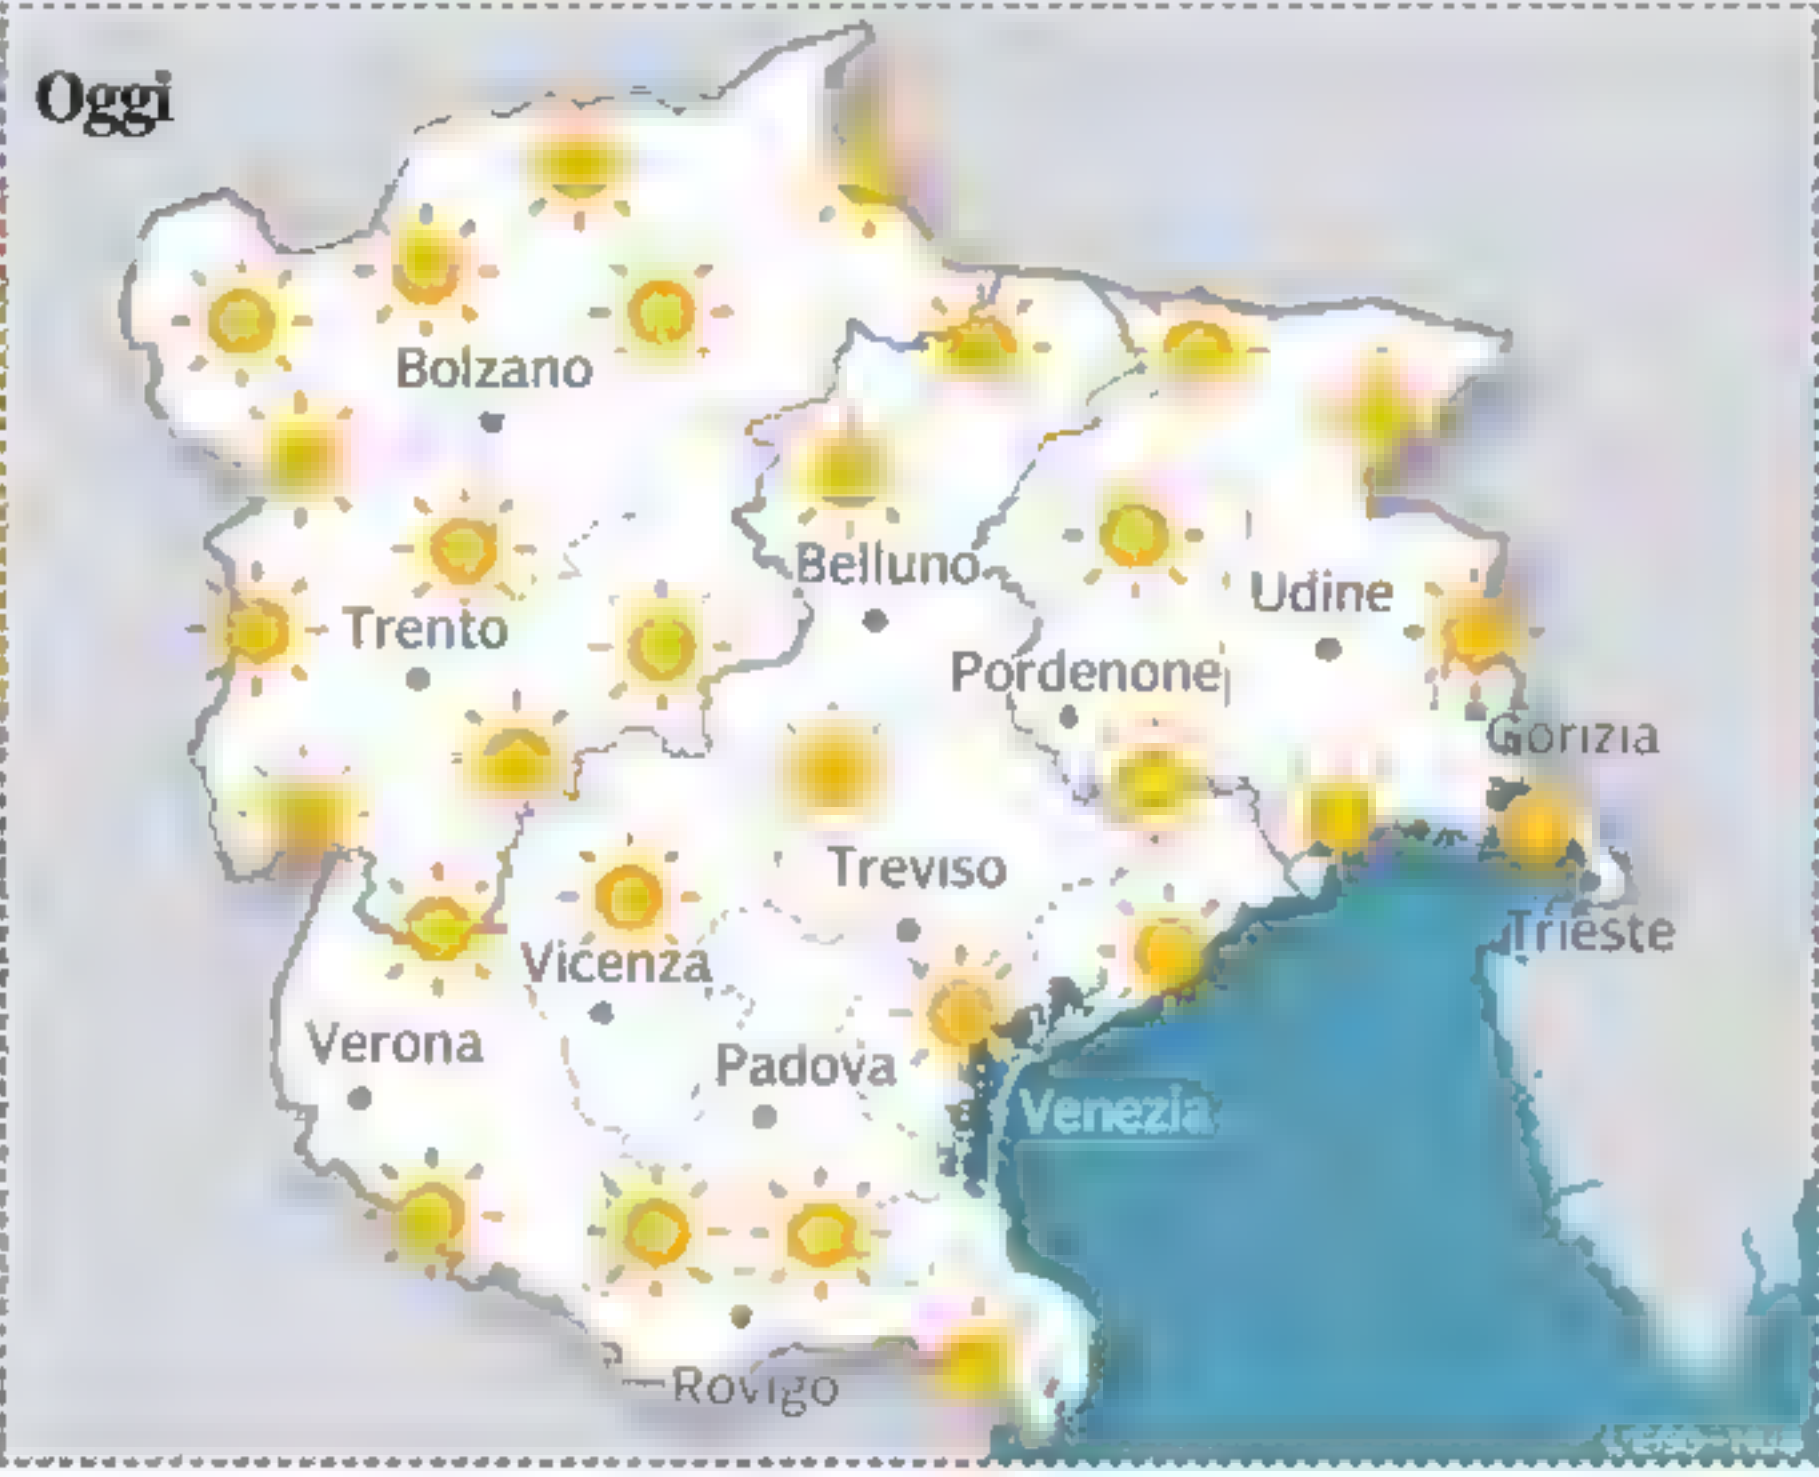 Oggi
Bolzano
Belluno
Udine
Trento
Pordenone
Gorizia
Treviso
Trieste
Vicenza
Verona
Padova
Venezia
Rovigo